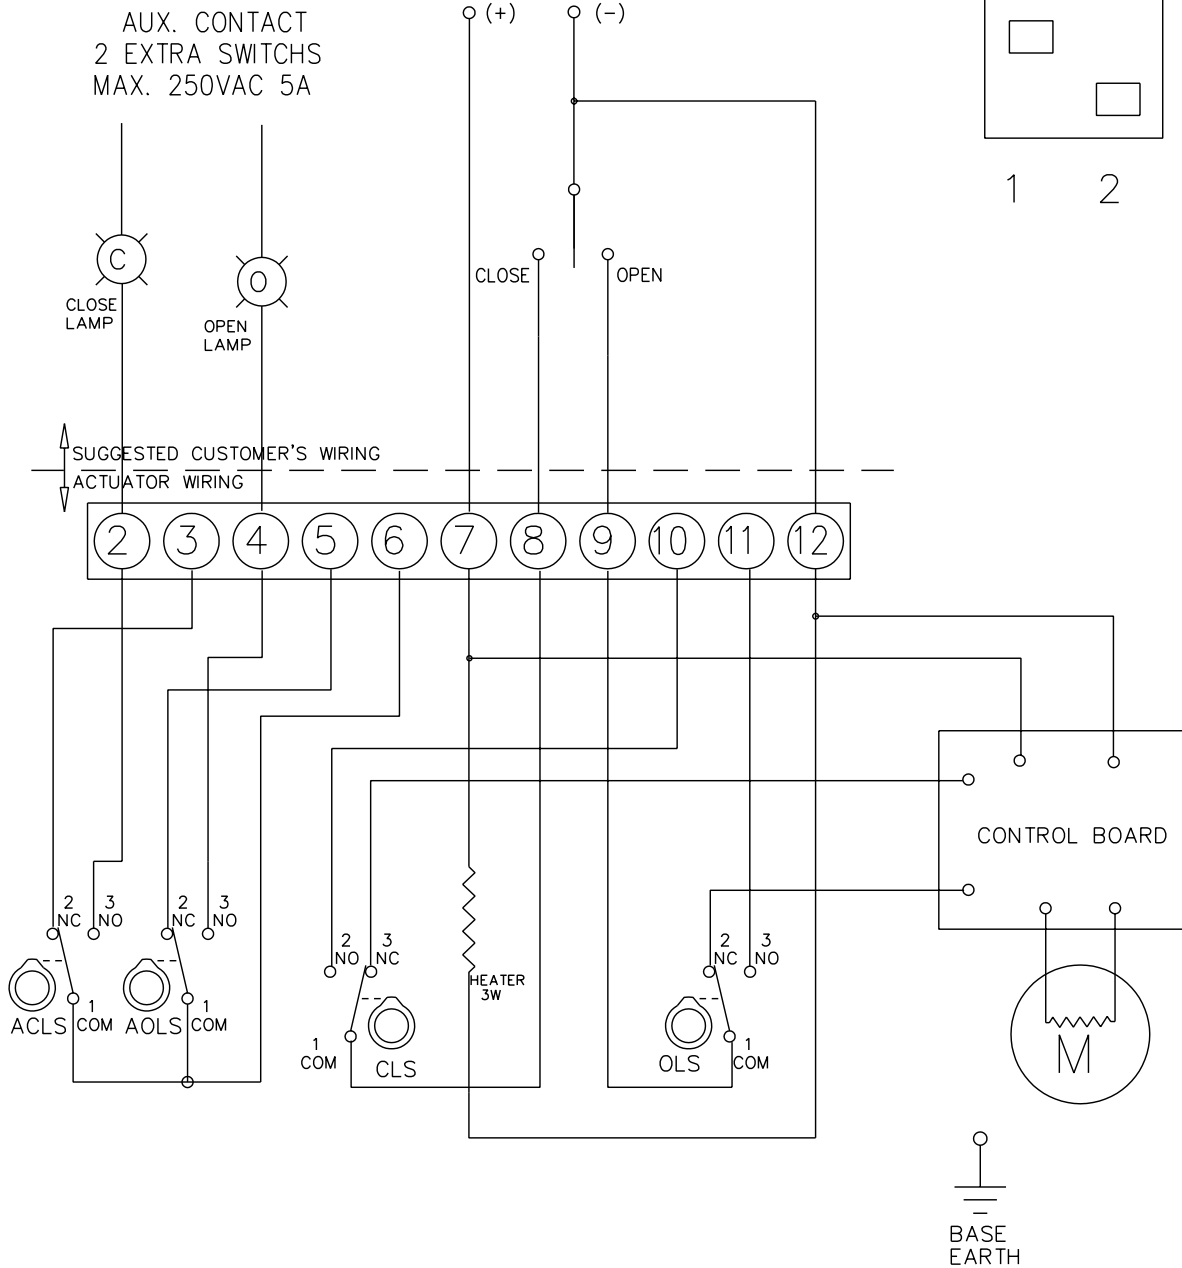 AUX. CONTACT
2 EXTRA SWITCHS
MAX. 250VAC 5A
(+)
(-)
1 2
C
CLOSE
LAMP
O
OPEN
LAMP
CLOSE
OPEN
SUGGESTED CUSTOMER'S WIRING
ACTUATOR WIRING
2 3 4 5 6 7 8 9 10 11 12
CONTROL BOARD
2
NC
3
NO
2
NC
3
NO
2
NO
3
NC
2
NC
3
NO
HEATER
3W
ACLS
1
COM
AOLS
1
COM
1
COM
CLS
OLS
1
COM
M
BASE
EARTH